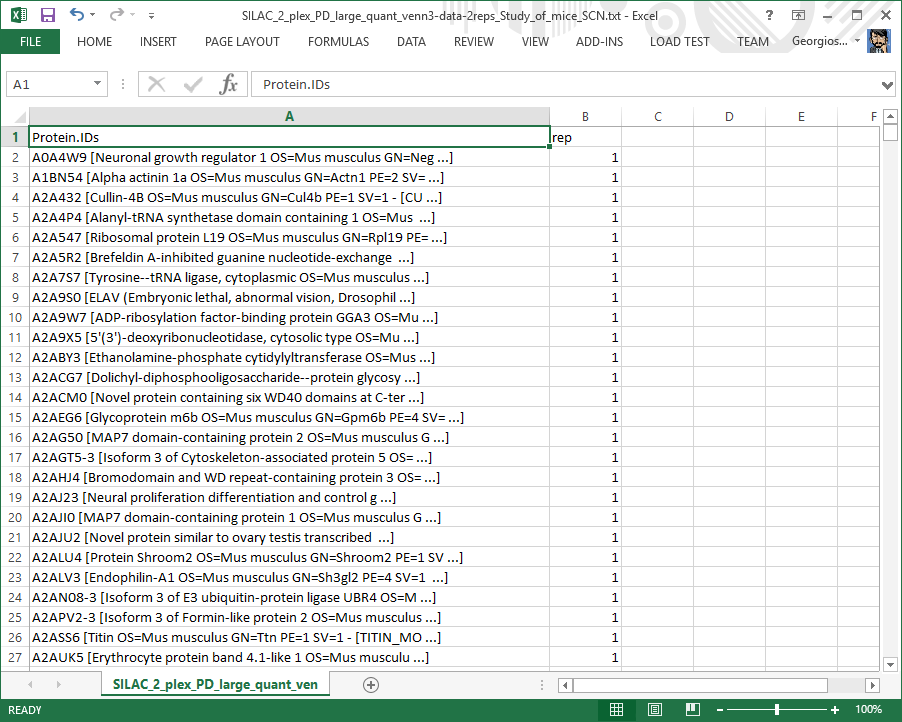 SILAC_2_plex_PD_large_quant_venn3-data-2reps_Study_of_mice_SCN.txt - Excel
FILE HOME INSERT PAGE LAYOUT FORMULAS DATA REVIEW VIEW ADD-INS LOAD TEST TEAM Georgios...
A1 fx Protein.IDs
A B C D E F
1 Protein.IDs rep
2 A0A4W9 [Neuronal growth regulator 1 OS=Mus musculus GN=Neg ...] 1
3 A1BN54 [Alpha actinin 1a OS=Mus musculus GN=Actn1 PE=2 SV= ...] 1
4 A2A432 [Cullin-4B OS=Mus musculus GN=Cul4b PE=1 SV=1 - [CU ...] 1
5 A2A4P4 [Alanyl-tRNA synthetase domain containing 1 OS=Mus ...] 1
6 A2A547 [Ribosomal protein L19 OS=Mus musculus GN=Rpl19 PE= ...] 1
7 A2A5R2 [Brefeldin A-inhibited guanine nucleotide-exchange ...] 1
8 A2A7S7 [Tyrosine--tRNA ligase, cytoplasmic OS=Mus musculus ...] 1
9 A2A9S0 [ELAV (Embryonic lethal, abnormal vision, Drosophil ...] 1
10 A2A9W7 [ADP-ribosylation factor-binding protein GGA3 OS=Mu ...] 1
11 A2A9X5 [5'(3')-deoxyribonucleotidase, cytosolic type OS=Mu ...] 1
12 A2ABY3 [Ethanolamine-phosphate cytidylyltransferase OS=Mus ...] 1
13 A2ACG7 [Dolichyl-diphosphooligosaccharide--protein glycosy ...] 1
14 A2ACM0 [Novel protein containing six WD40 domains at C-ter ...] 1
15 A2AEG6 [Glycoprotein m6b OS=Mus musculus GN=Gpm6b PE=4 SV= ...] 1
16 A2AG50 [MAP7 domain-containing protein 2 OS=Mus musculus G ...] 1
17 A2AGT5-3 [Isoform 3 of Cytoskeleton-associated protein 5 OS= ...] 1
18 A2AHJ4 [Bromodomain and WD repeat-containing protein 3 OS= ...] 1
19 A2AJ23 [Neural proliferation differentiation and control g ...] 1
20 A2AJI0 [MAP7 domain-containing protein 1 OS=Mus musculus G ...] 1
21 A2AJU2 [Novel protein similar to ovary testis transcribed ...] 1
22 A2ALU4 [Protein Shroom2 OS=Mus musculus GN=Shroom2 PE=1 SV ...] 1
23 A2ALV3 [Endophilin-A1 OS=Mus musculus GN=Sh3gl2 PE=4 SV=1 ...] 1
24 A2AN08-3 [Isoform 3 of E3 ubiquitin-protein ligase UBR4 OS=M ...] 1
25 A2APV2-3 [Isoform 3 of Formin-like protein 2 OS=Mus musculus ...] 1
26 A2ASS6 [Titin OS=Mus musculus GN=Ttn PE=1 SV=1 - [TITIN_MO ...] 1
27 A2AUK5 [Erythrocyte protein band 4.1-like 1 OS=Mus musculu ...] 1
SILAC_2_plex_PD_large_quant_ven
READY 100%